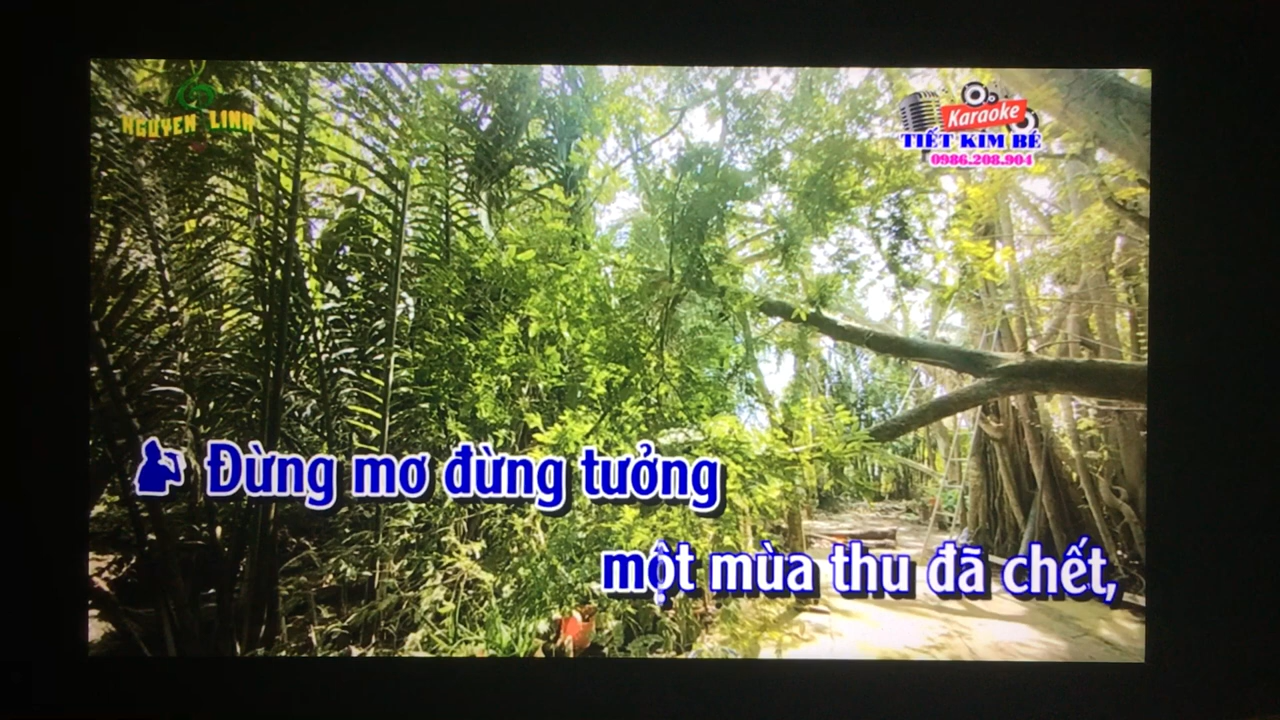 NGUYEN LINH
Karaoke
TIẾT KIM BÉ
0986.208.904
Đừng mơ đừng tưởng
một mùa thu đã chết,